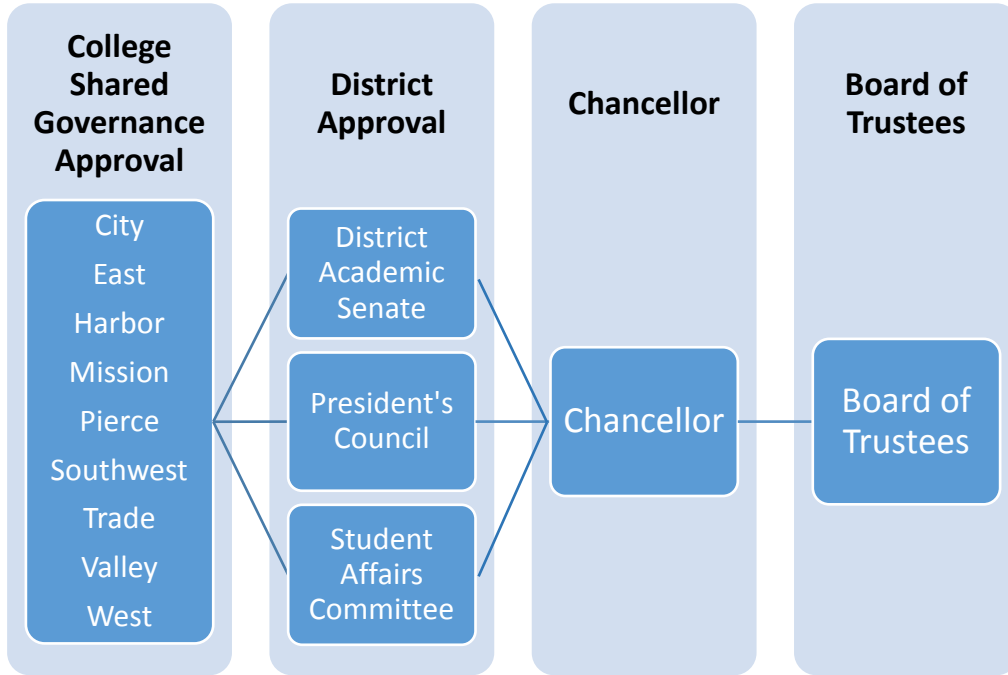 College
Shared
Governance
Approval
City
East
Harbor
Mission
Pierce
Southwest
Trade
Valley
West
District
Approval
District
Academic
Senate
President's
Council
Student
Affairs
Committee
Chancellor
Chancellor
Board of
Trustees
Board of
Trustees